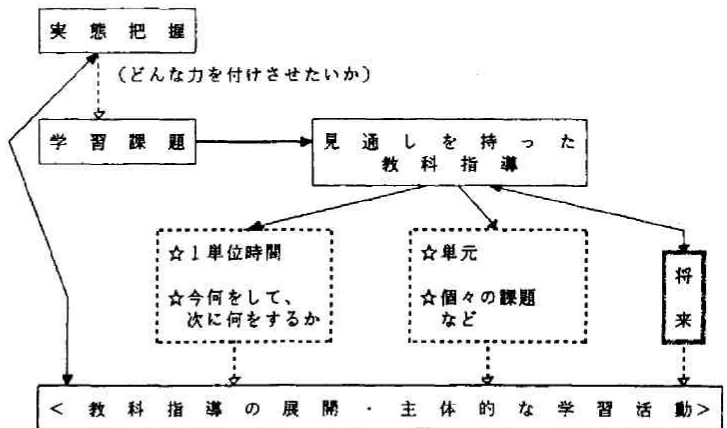 実態把握
(どんな力を付けさせたいか)
学習課題
見通しを持った
教科指導
☆1単位時間
☆今何をして、
次に何をするか
☆単元
☆個々の課題
など
将
来
<教科指導の展開・主体的な学習活動>